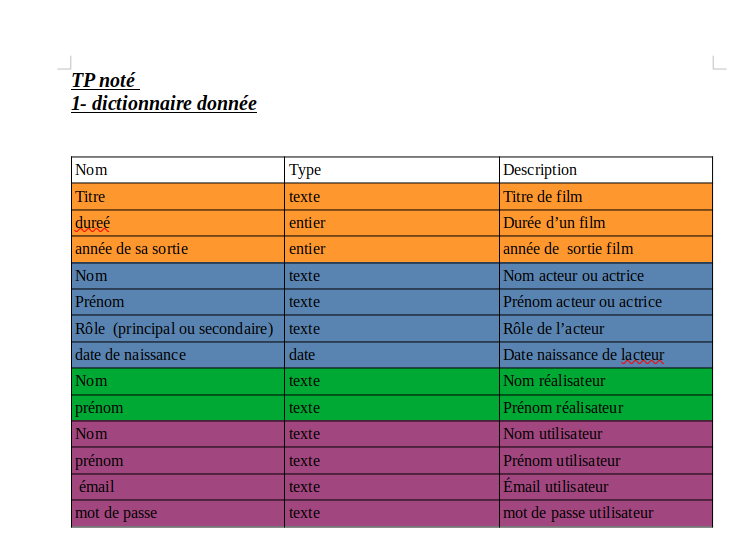 TP noté
1- dictionnaire donnée
Nom Type Description
Titre texte Titre de film
dureé entier Durée d’un film
année de sa sortie entier année de  sortie film
Nom texte Nom acteur ou actrice
Prénom texte Prénom acteur ou actrice
Rôle  (principal ou secondaire) texte Rôle de l’acteur
date de naissance date Date naissance de lacteur
Nom texte Nom réalisateur
prénom texte Prénom réalisateur
Nom texte Nom utilisateur
prénom texte Prénom utilisateur
émail texte Émail utilisateur
mot de passe texte mot de passe utilisateur